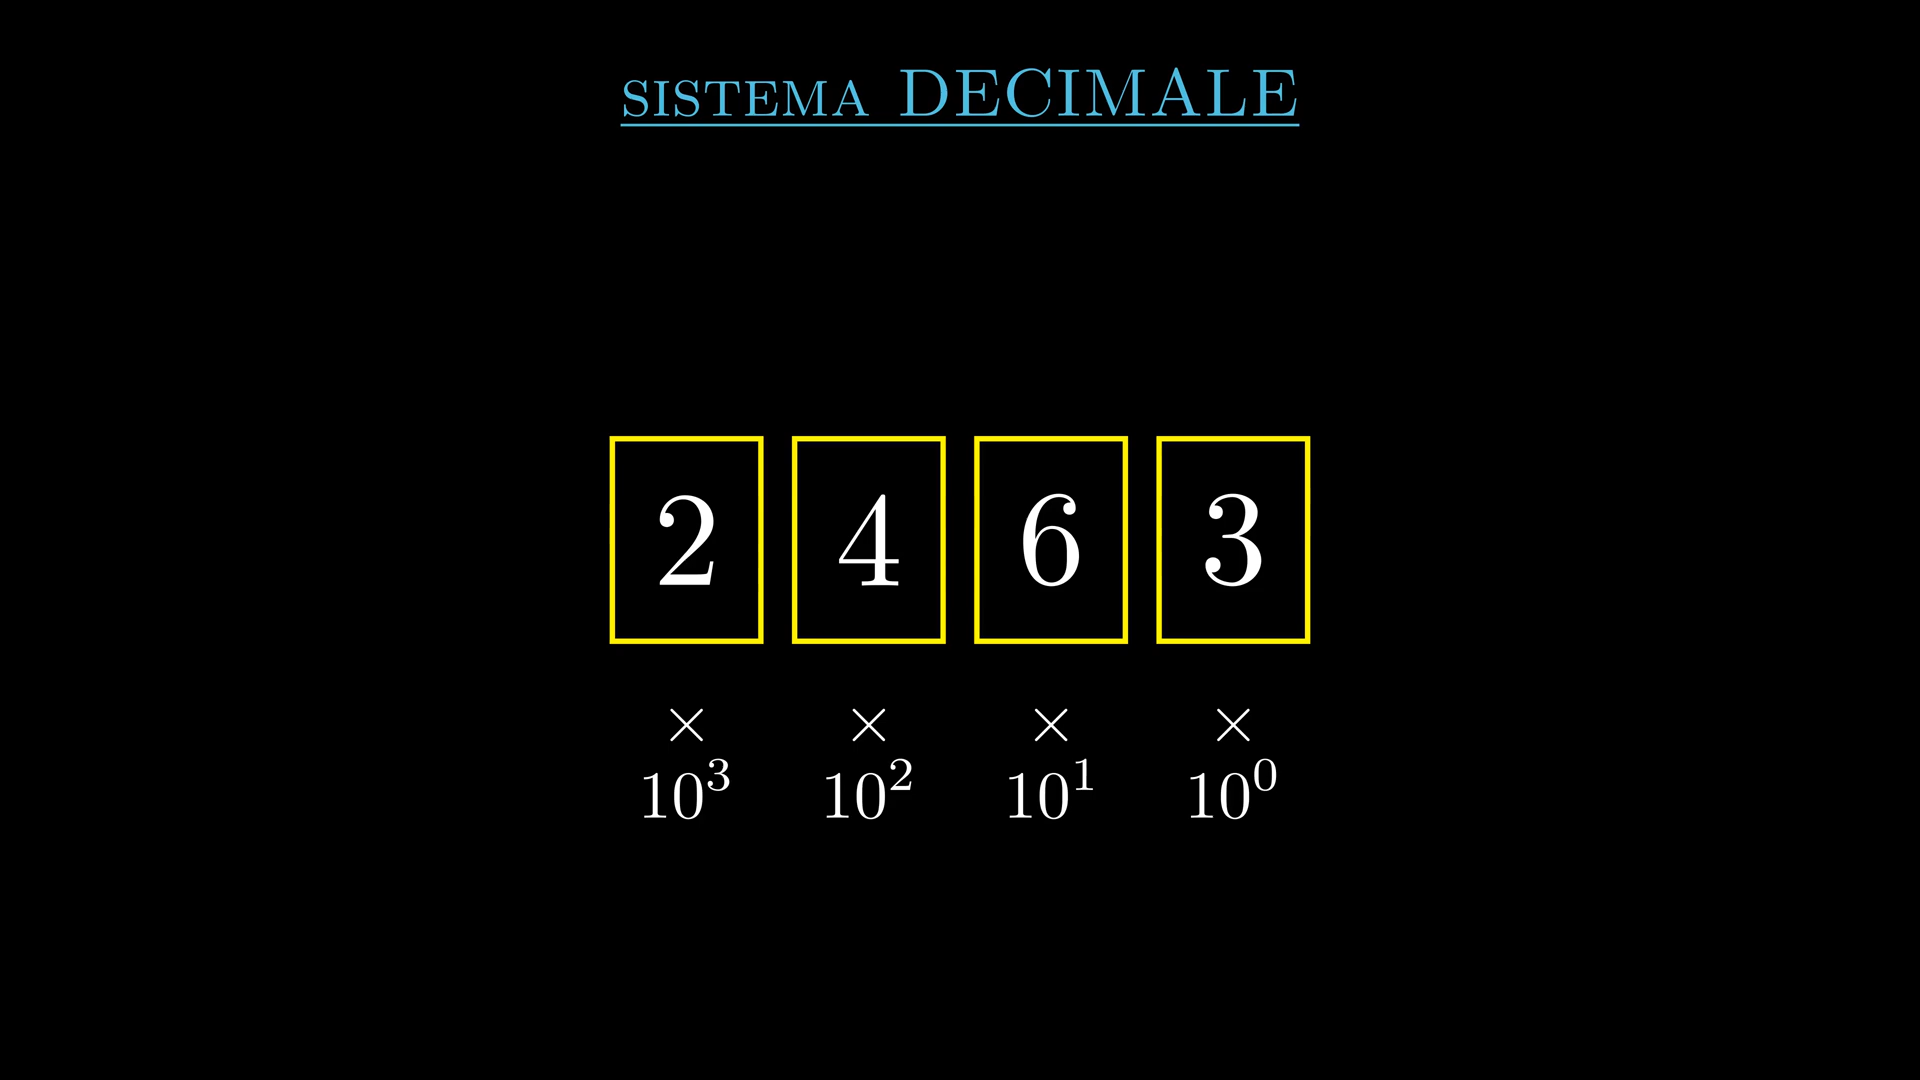 SISTEMA DECIMALE
2 4 6 3
× × × ×
10³ 10² 10¹ 10⁰